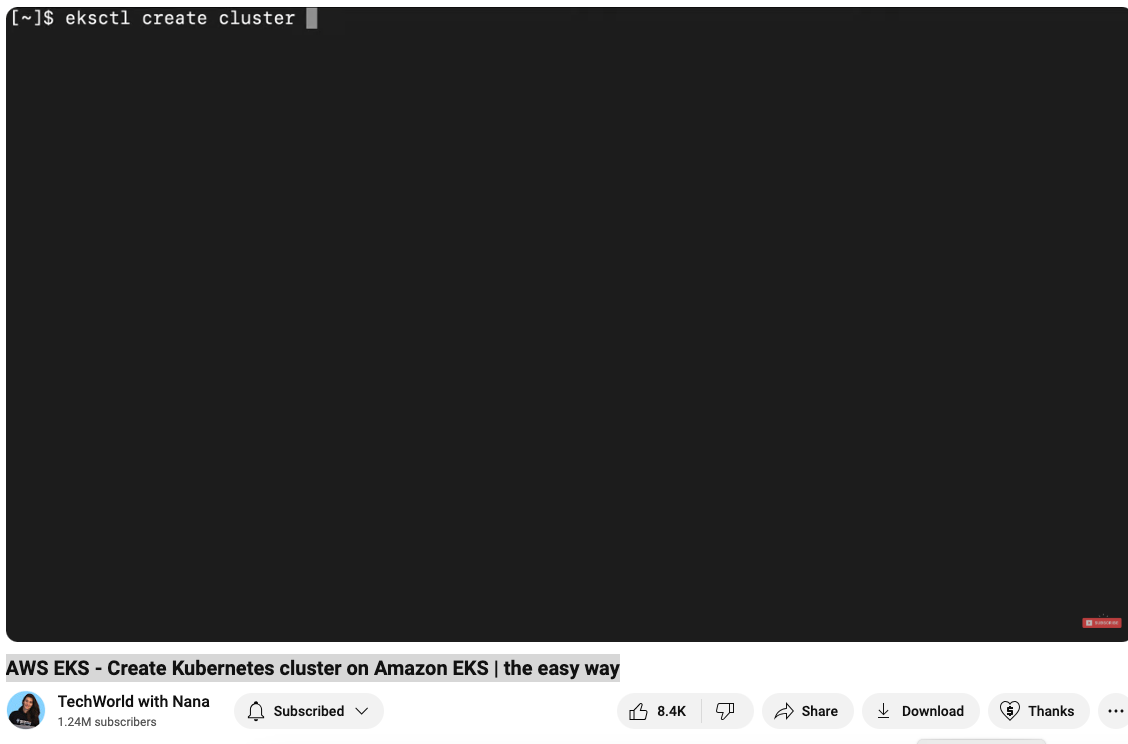 [~]$ eksctl create cluster
SUBSCRIBE
AWS EKS - Create Kubernetes cluster on Amazon EKS | the easy way
TechWorld with Nana
1.24M subscribers
Subscribed
8.4K
Share
Download
Thanks